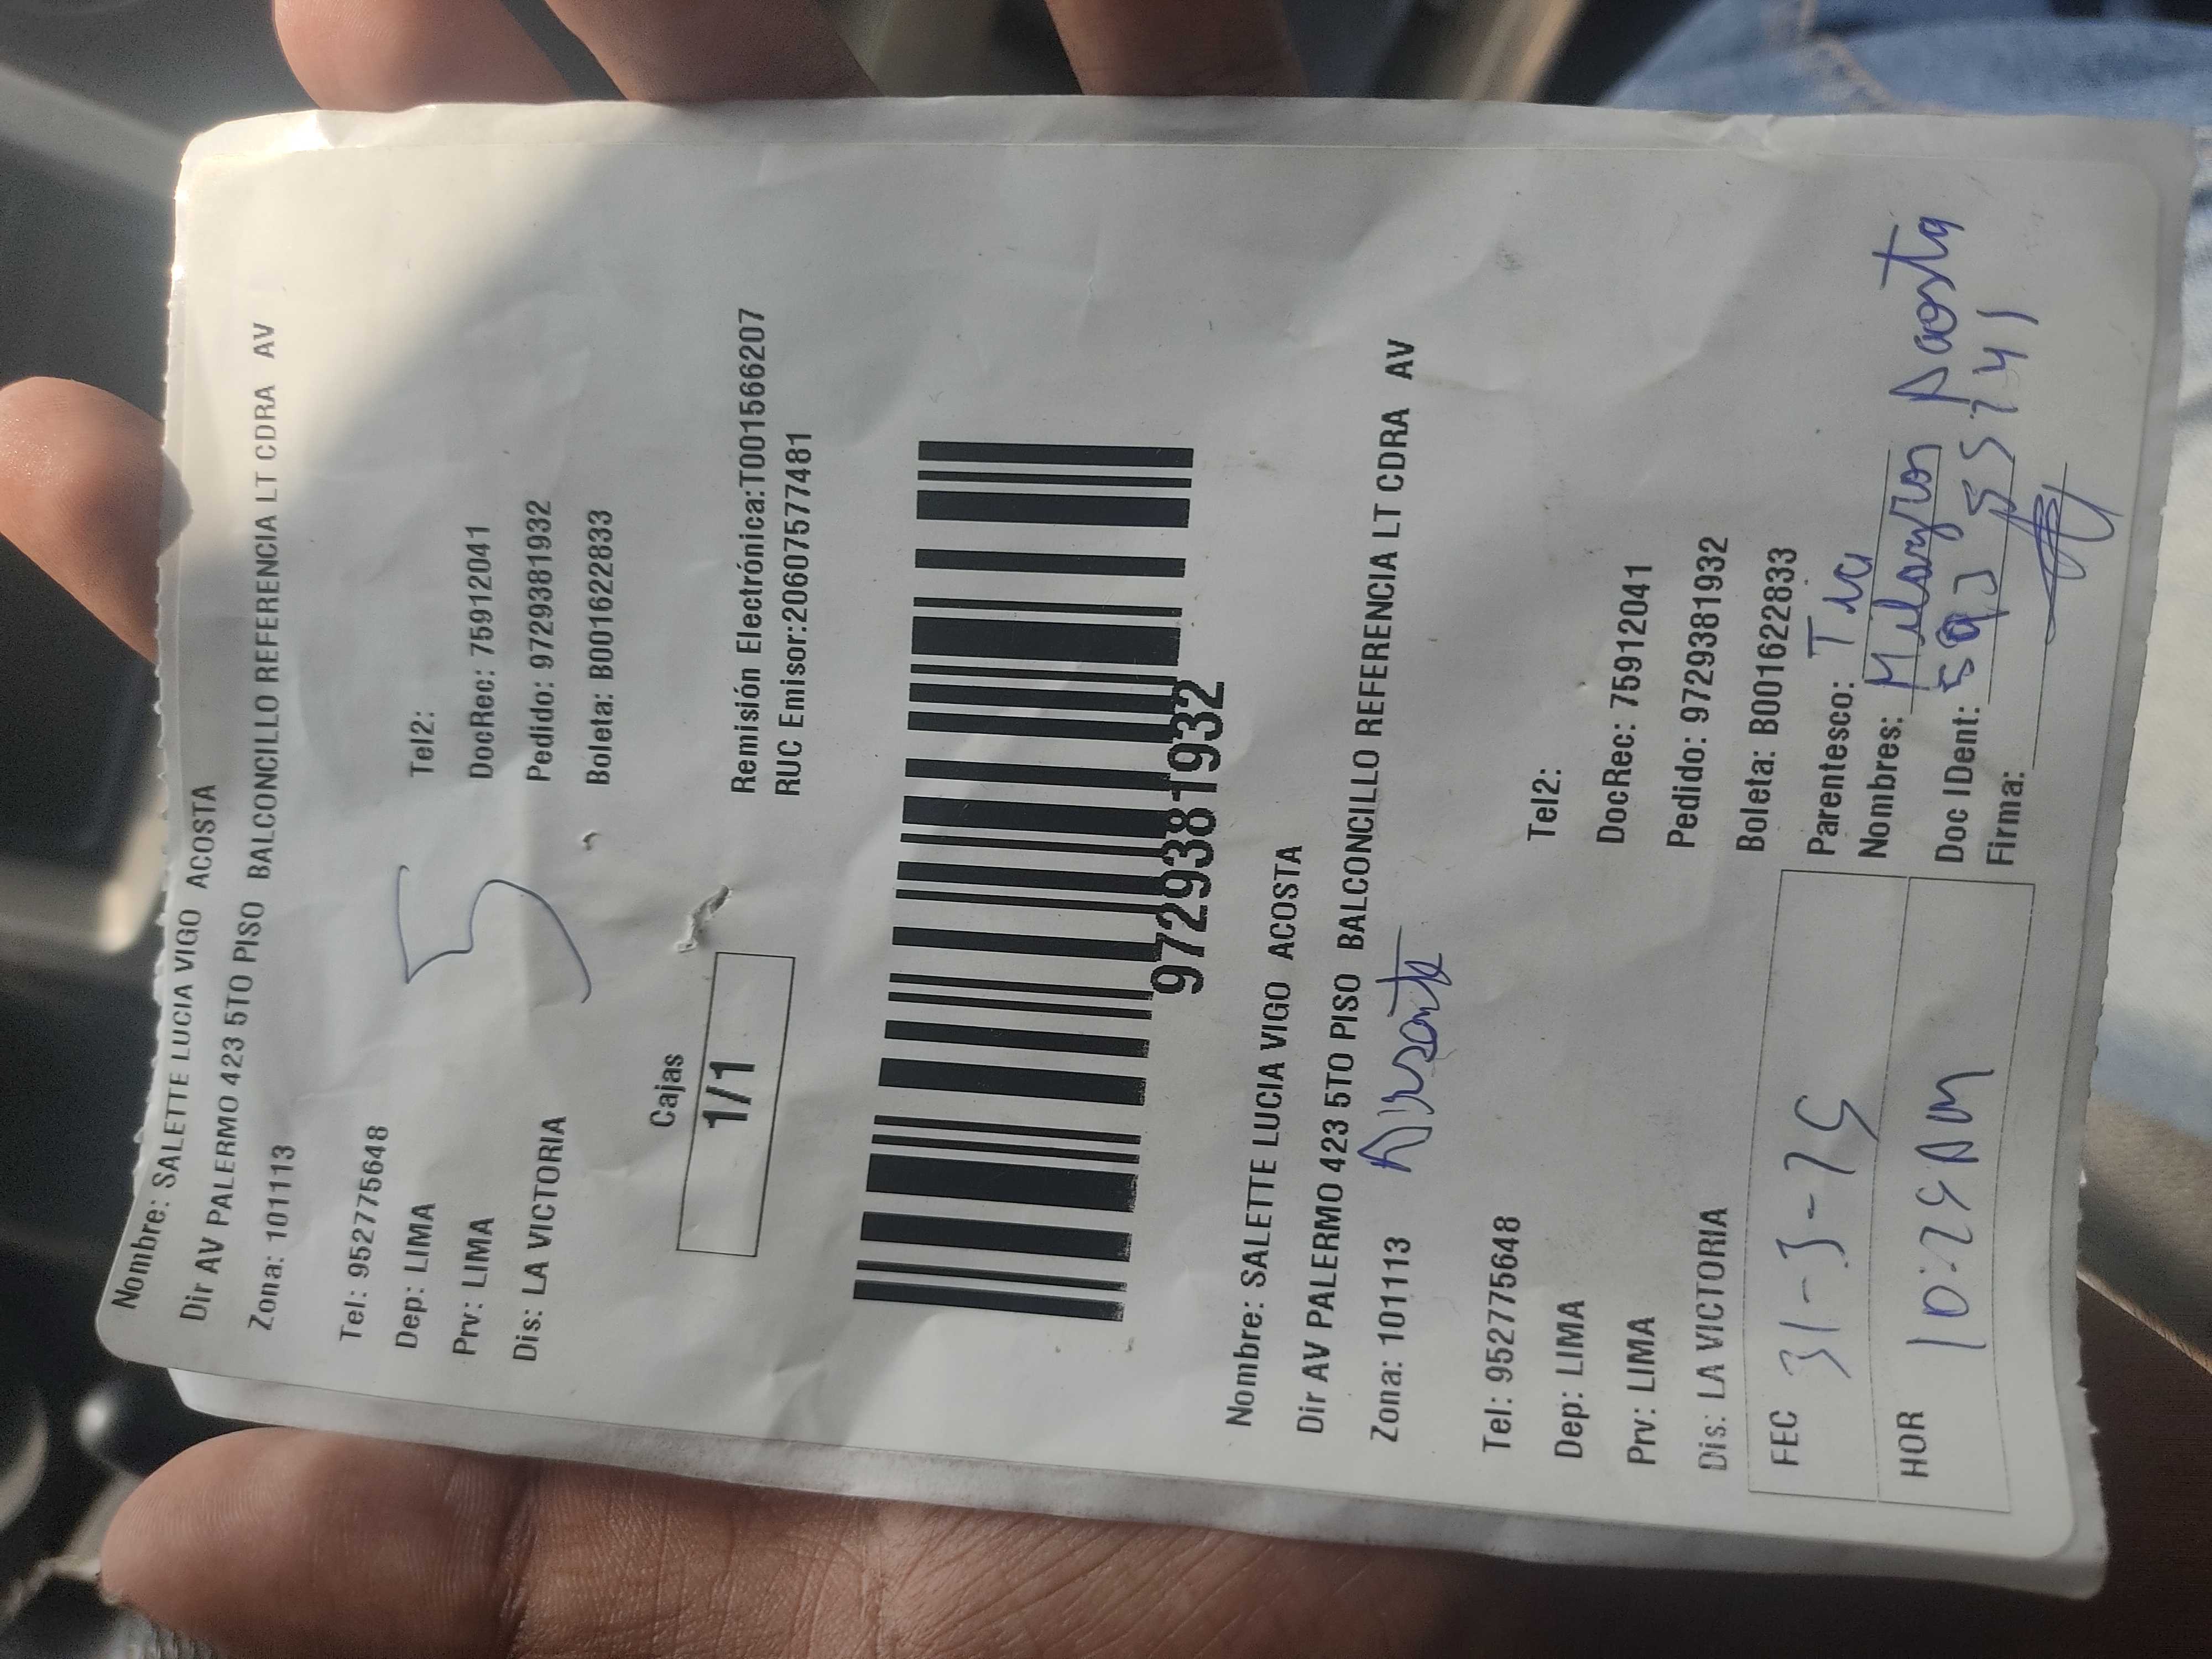 Nombre: SALETTE LUCIA VIGO ACOSTA
Dir AV PALERMO 423 5TO PISO BALCONCILLO REFERENCIA LT CDRA AV
Zona: 101113
Tel: 952775648 Tel2:
Dep: LIMA DocRec: 75912041
Prv: LIMA Pedido: 9729381932
Dis: LA VICTORIA Boleta: B001622833
5
Cajas
1/1
Remisión Electrónica:T001566207
RUC Emisor:20607577481
9729381932
Nombre: SALETTE LUCIA VIGO ACOSTA
Dir AV PALERMO 423 5TO PISO BALCONCILLO REFERENCIA LT CDRA AV
Zona: 101113
Tel: 952775648 Tel2:
Dep: LIMA DocRec: 75912041
Prv: LIMA Pedido: 9729381932
Dis: LA VICTORIA Boleta: B001622833
FEC 31-3-25 Parentesco: Tia
Nombres: Milagros Acosta
HOR 10:25 AM Doc IDent:
Firma: